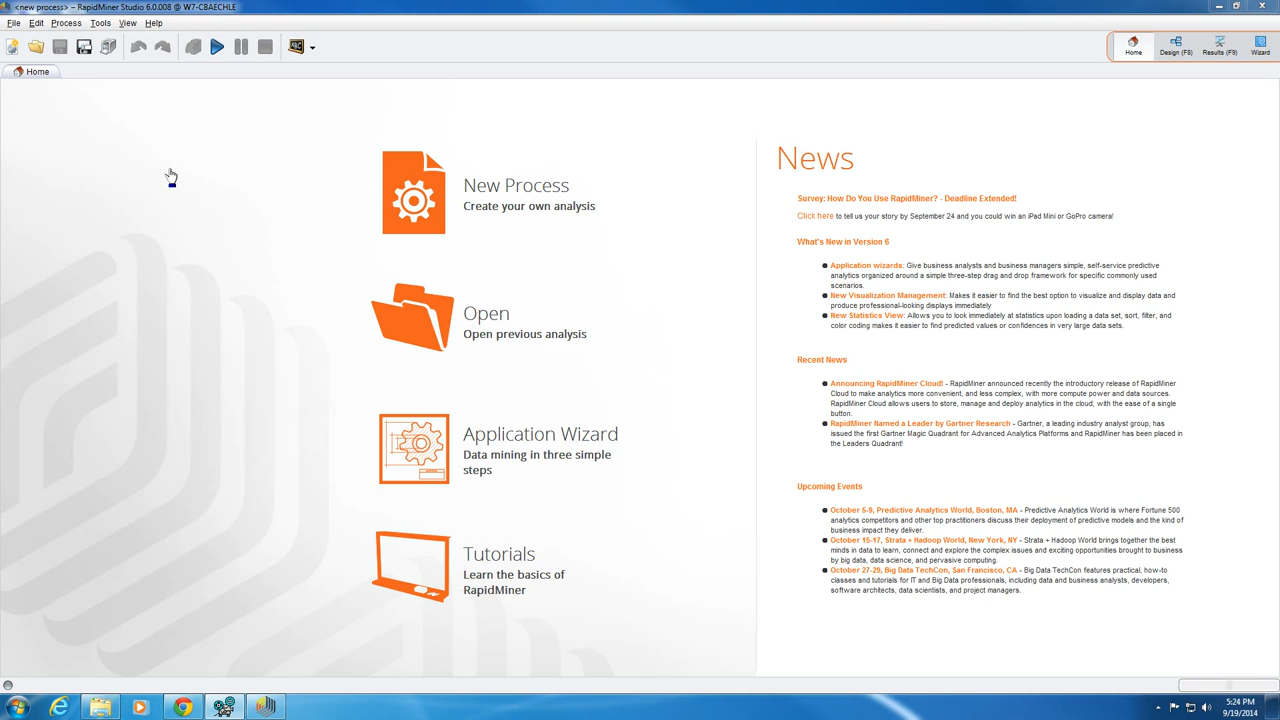 <new process> – RapidMiner Studio 6.0.008 @ W7-CBAECHLE
File Edit Process Tools View Help
Home Design (F8) Results (F9) Wizard
Home
New Process
Create your own analysis
Open
Open previous analysis
Application Wizard
Data mining in three simple
steps
Tutorials
Learn the basics of
RapidMiner
News
Survey: How Do You Use RapidMiner? - Deadline Extended!
Click here to tell us your story by September 24 and you could win an iPad Mini or GoPro camera!
What's New in Version 6
Application wizards: Give business analysts and business managers simple, self-service predictive
analytics organized around a simple three-step drag and drop framework for specific commonly used
scenarios.
New Visualization Management: Makes it easier to find the best option to visualize and display data and
produce professional-looking displays immediately
New Statistics View: Allows you to look immediately at statistics upon loading a data set, sort, filter, and
color coding makes it easier to find predicted values or confidences in very large data sets.
Recent News
Announcing RapidMiner Cloud! - RapidMiner announced recently the introductory release of RapidMiner
Cloud to make analytics more convenient, and less complex, with more compute power and data sources.
RapidMiner Cloud allows users to store, manage and deploy analytics in the cloud, with the ease of a single
button.
RapidMiner Named a Leader by Gartner Research - Gartner, a leading industry analyst group, has
issued the first Gartner Magic Quadrant for Advanced Analytics Platforms and RapidMiner has been placed in
the Leaders Quadrant!
Upcoming Events
October 5-9, Predictive Analytics World, Boston, MA - Predictive Analytics World is where Fortune 500
analytics competitors and other top practitioners discuss their deployment of predictive models and the kind of
business impact they deliver.
October 15-17, Strata + Hadoop World, New York, NY - Strata + Hadoop World brings together the best
minds in data to learn, connect and explore the complex issues and exciting opportunities brought to business
by big data, data science, and pervasive computing.
October 27-29, Big Data TechCon, San Francisco, CA - Big Data TechCon features practical, how-to
classes and tutorials for IT and Big Data professionals, including data and business analysts, developers,
software architects, data scientists, and project managers.
5:24 PM
9/19/2014